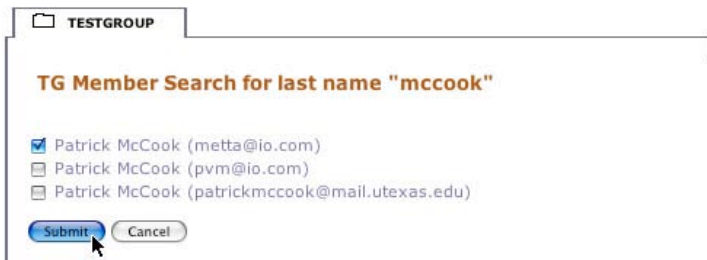 TESTGROUP
TG Member Search for last name "mccook"
Patrick McCook (metta@io.com)
Patrick McCook (pvm@io.com)
Patrick McCook (patrickmccook@mail.utexas.edu)
Submit Cancel